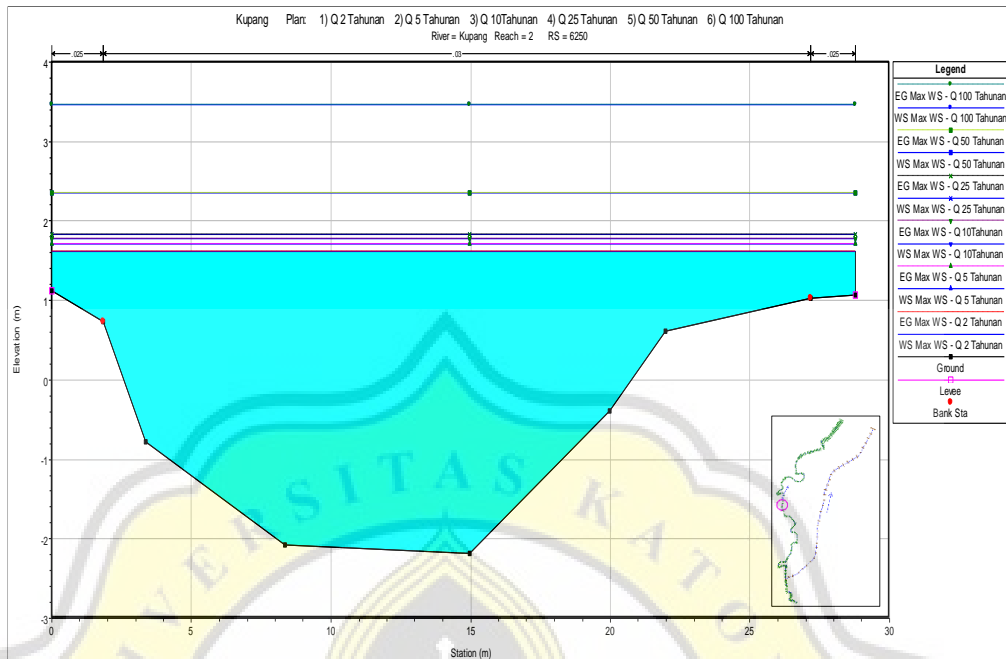 Kupang Plan: 1) Q 2 Tahunan 2) Q 5 Tahunan 3) Q 10Tahunan 4) Q 25 Tahunan 5) Q 50 Tahunan 6) Q 100 Tahunan
River = Kupang Reach = 2 RS = 6250
.025 .03 .025
4
3
2
1
0
-1
-2
-3
Elevation (m)
0 5 10 15 20 25 30
Station (m)
Legend
EG Max WS - Q 100 Tahunan
WS Max WS - Q 100 Tahunan
EG Max WS - Q 50 Tahunan
WS Max WS - Q 50 Tahunan
EG Max WS - Q 25 Tahunan
WS Max WS - Q 25 Tahunan
EG Max WS - Q 10Tahunan
WS Max WS - Q 10Tahunan
EG Max WS - Q 5 Tahunan
WS Max WS - Q 5 Tahunan
EG Max WS - Q 2 Tahunan
WS Max WS - Q 2 Tahunan
Ground
Levee
Bank Sta
VERSITAS KATO